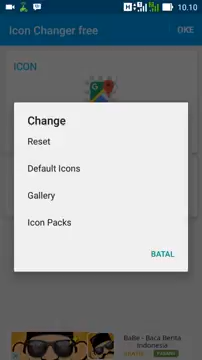 10.10
Icon Changer free
OKE
ICON
Change
Reset
Default Icons
Gallery
Icon Packs
BATAL
BaBe - Baca Berita
Indonesia
GRATIS